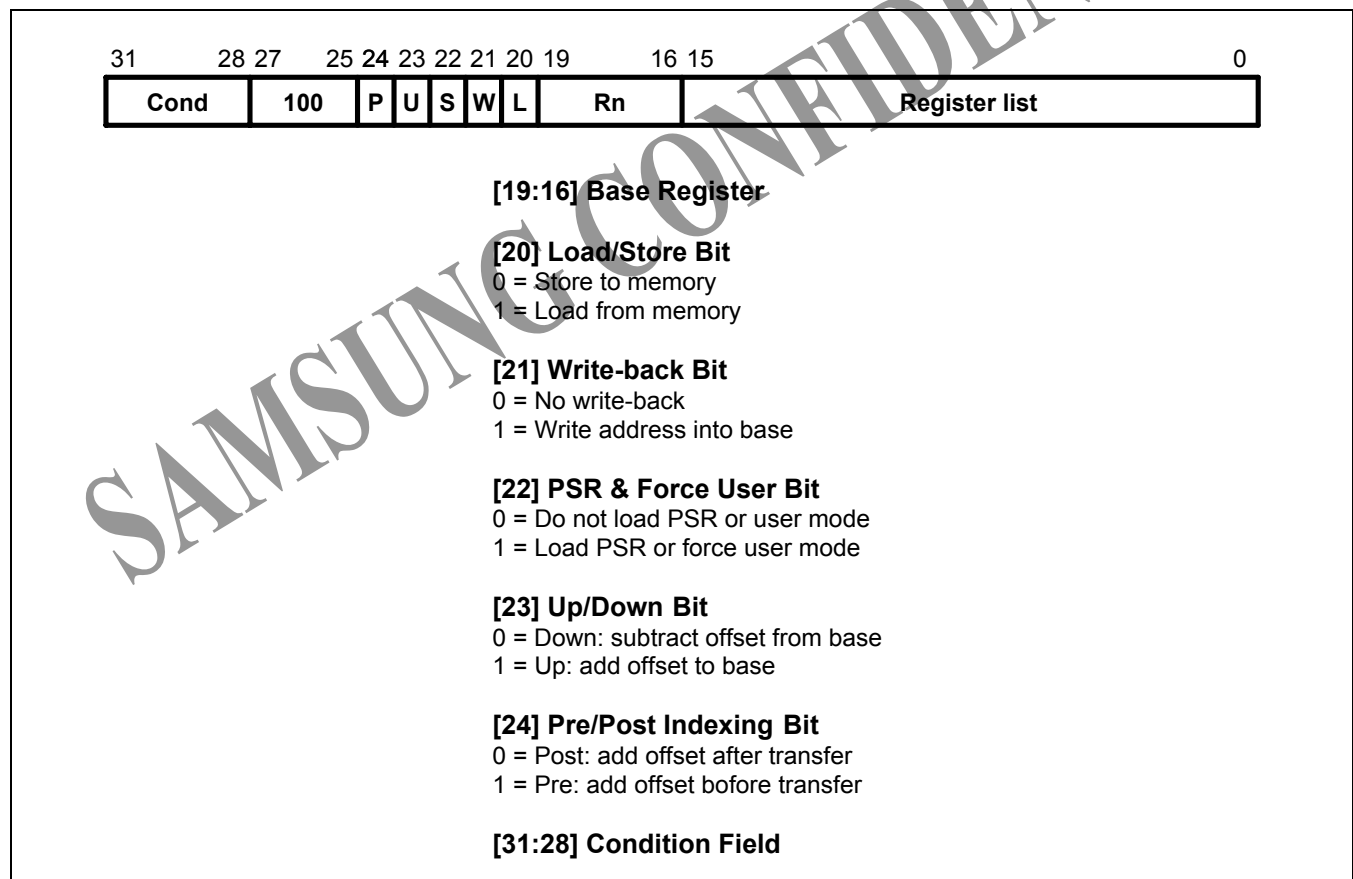 31 28 27 25 24 23 22 21 20 19 16 15 0
Cond 100 P U S W L Rn Register list
[19:16] Base Register
[20] Load/Store Bit
0 = Store to memory
1 = Load from memory
[21] Write-back Bit
0 = No write-back
1 = Write address into base
[22] PSR & Force User Bit
0 = Do not load PSR or user mode
1 = Load PSR or force user mode
[23] Up/Down Bit
0 = Down: subtract offset from base
1 = Up: add offset to base
[24] Pre/Post Indexing Bit
0 = Post: add offset after transfer
1 = Pre: add offset bofore transfer
[31:28] Condition Field
SAMSUNG CONFIDEN